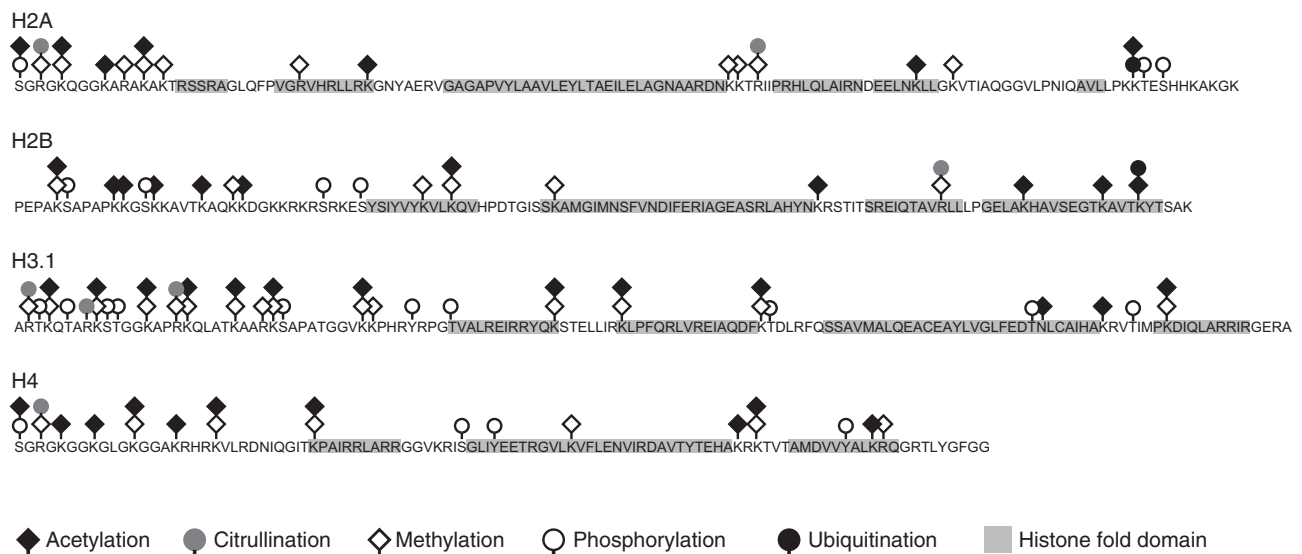 H2A
SGRGKQGGKARAKAKTRSSRAGLQFPVGRVHRLLRKGNYAERVGAGAPVYLAAVLEYLTAEILELAGNAARDNKKTRIIPRHLQLAIRNDEELNKLLGKVTIAQGGVLPNIQAVLLPKKTESHHKAKGK
H2B
PEPAKSAPAPKKGSKKAVTKAQKKDGKKRKRSRKESYSIYVYKVLKQVHPDTGISSKAMGIMNSFVNDIFERIAGEASRLAHYNKRSTITSREIQTAVRLLLPGELAKHAVSEGTKAVTKYTSAK
H3.1
ARTKQTARKSTGGKAPRKQLATKAARKSAPATGGVKKPHRYRPGTVALREIRRYQKSTELLIRKLPFQRLVREIAQDFKTDLRFQSSAVMALQEACEAYLVGLFEDTNLCAIHAKRVTIMPKDIQLARRIRGERA
H4
SGRGKGGKGLGKGGAKRHRKVLRDNIQGITKPAIRRLARRGGVKRISGLIYEETRGVLKVFLENVIRDAVTYTEHAKRKTVTAMDVVYALKRQGRTLYGFGG
Acetylation Citrullination Methylation Phosphorylation Ubiquitination Histone fold domain